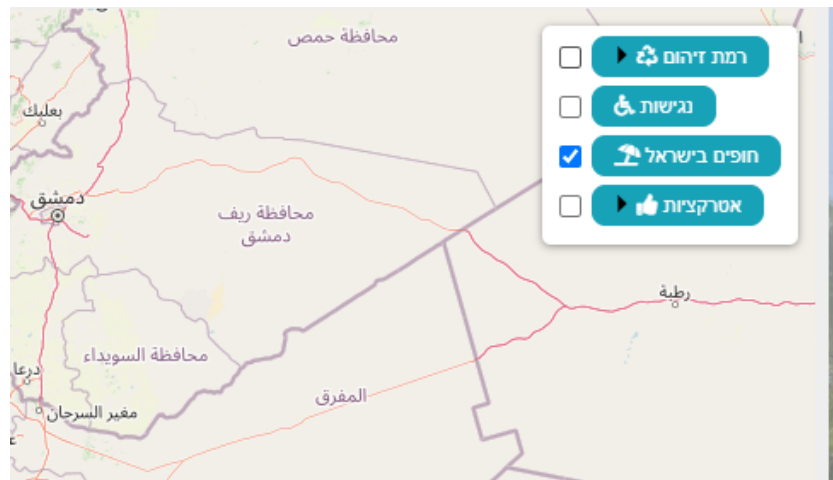 محافظة حمص
רמת זיהום
נגישות
بعلبك
חופים בישראל
دمشق
אטרקציות
محافظة ريف
دمشق
رطبة
محافظة السويداء
درعا
المفرق
مغير السرحان